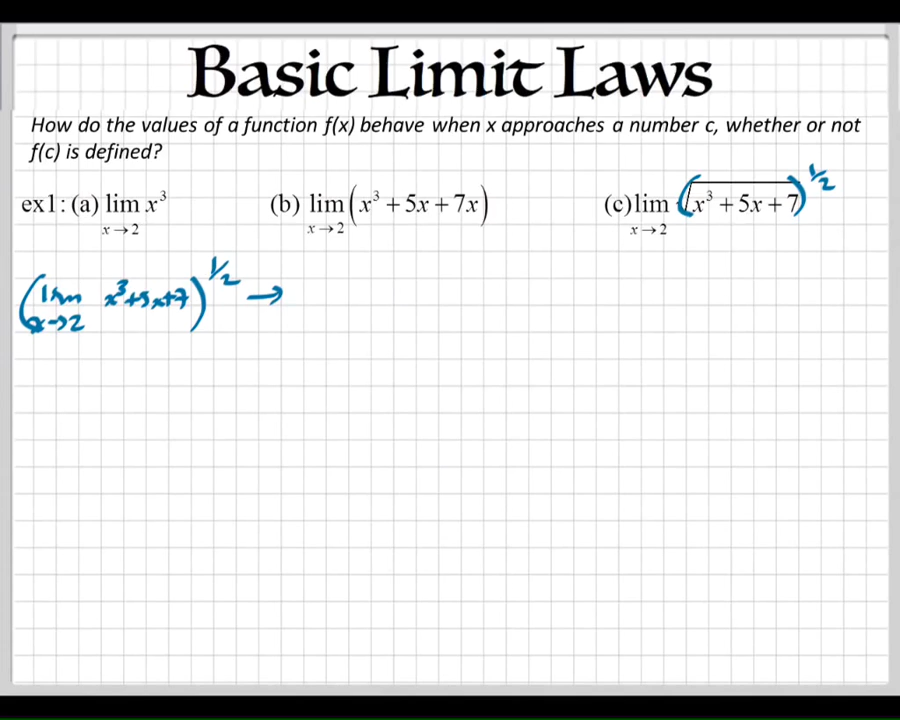 Basic Limit Laws
How do the values of a function f(x) behave when x approaches a number c, whether or not
f(c) is defined?
ex1: (a) lim x→2 x³ (b) lim x→2 (x³ + 5x + 7x) (c) lim x→2 (√(x³ + 5x + 7))^1/2
(lim x→2 x³+5x+7)^1/2 →